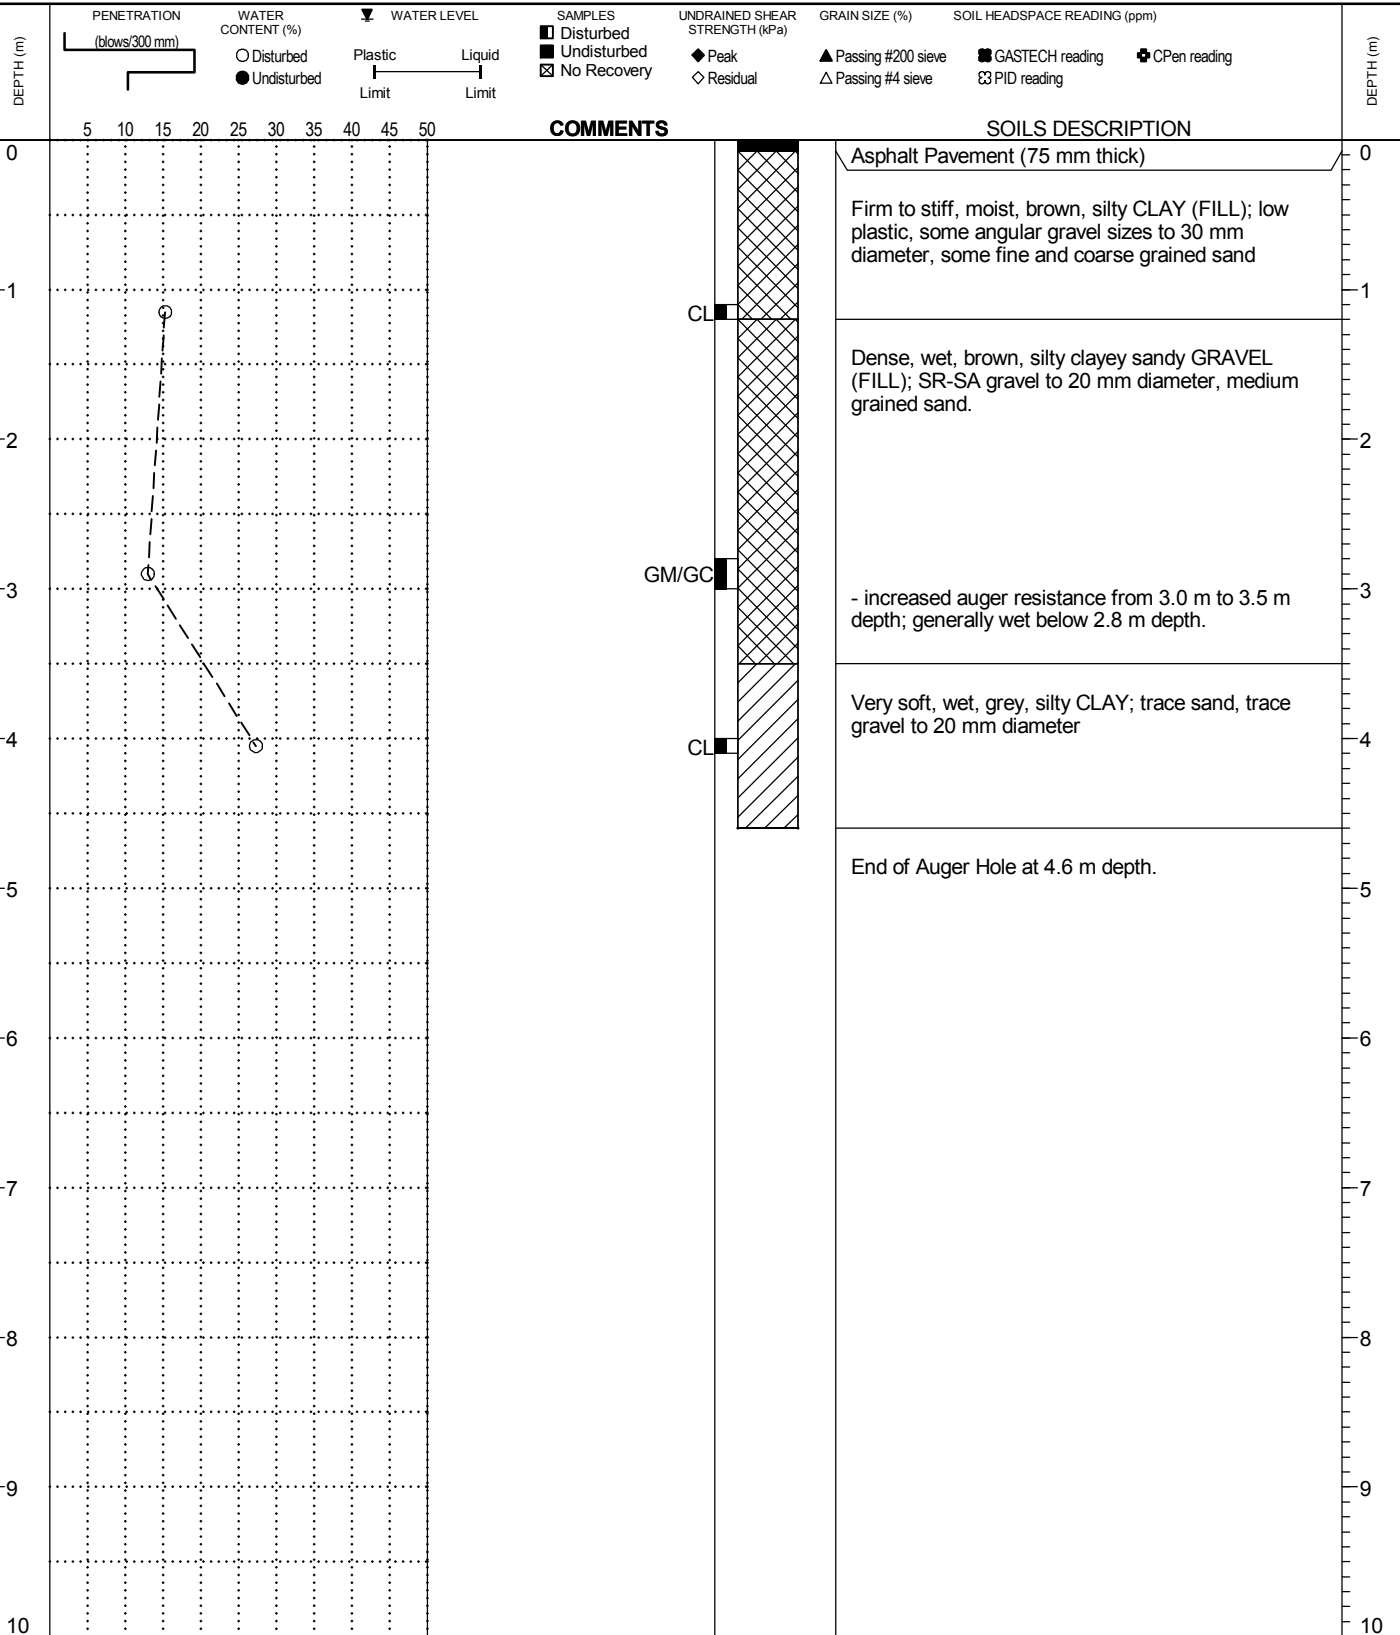 DEPTH (m)
PENETRATION
(blows/300 mm)
WATER
CONTENT (%)
Disturbed
Undisturbed
WATER LEVEL
Plastic Liquid
Limit Limit
SAMPLES
Disturbed
Undisturbed
No Recovery
UNDRAINED SHEAR
STRENGTH (kPa)
Peak
Residual
GRAIN SIZE (%)
Passing #200 sieve
Passing #4 sieve
SOIL HEADSPACE READING (ppm)
GASTECH reading
CPen reading
PID reading
DEPTH (m)
5 10 15 20 25 30 35 40 45 50
COMMENTS
SOILS DESCRIPTION
0
Asphalt Pavement (75 mm thick)
0
Firm to stiff, moist, brown, silty CLAY (FILL); low
plastic, some angular gravel sizes to 30 mm
diameter, some fine and coarse grained sand
1
1
CL
Dense, wet, brown, silty clayey sandy GRAVEL
(FILL); SR-SA gravel to 20 mm diameter, medium
grained sand.
2
2
GM/GC
3
- increased auger resistance from 3.0 m to 3.5 m
depth; generally wet below 2.8 m depth.
3
Very soft, wet, grey, silty CLAY; trace sand, trace
gravel to 20 mm diameter
4
4
CL
End of Auger Hole at 4.6 m depth.
5
5
6
6
7
7
8
8
9
9
10
10